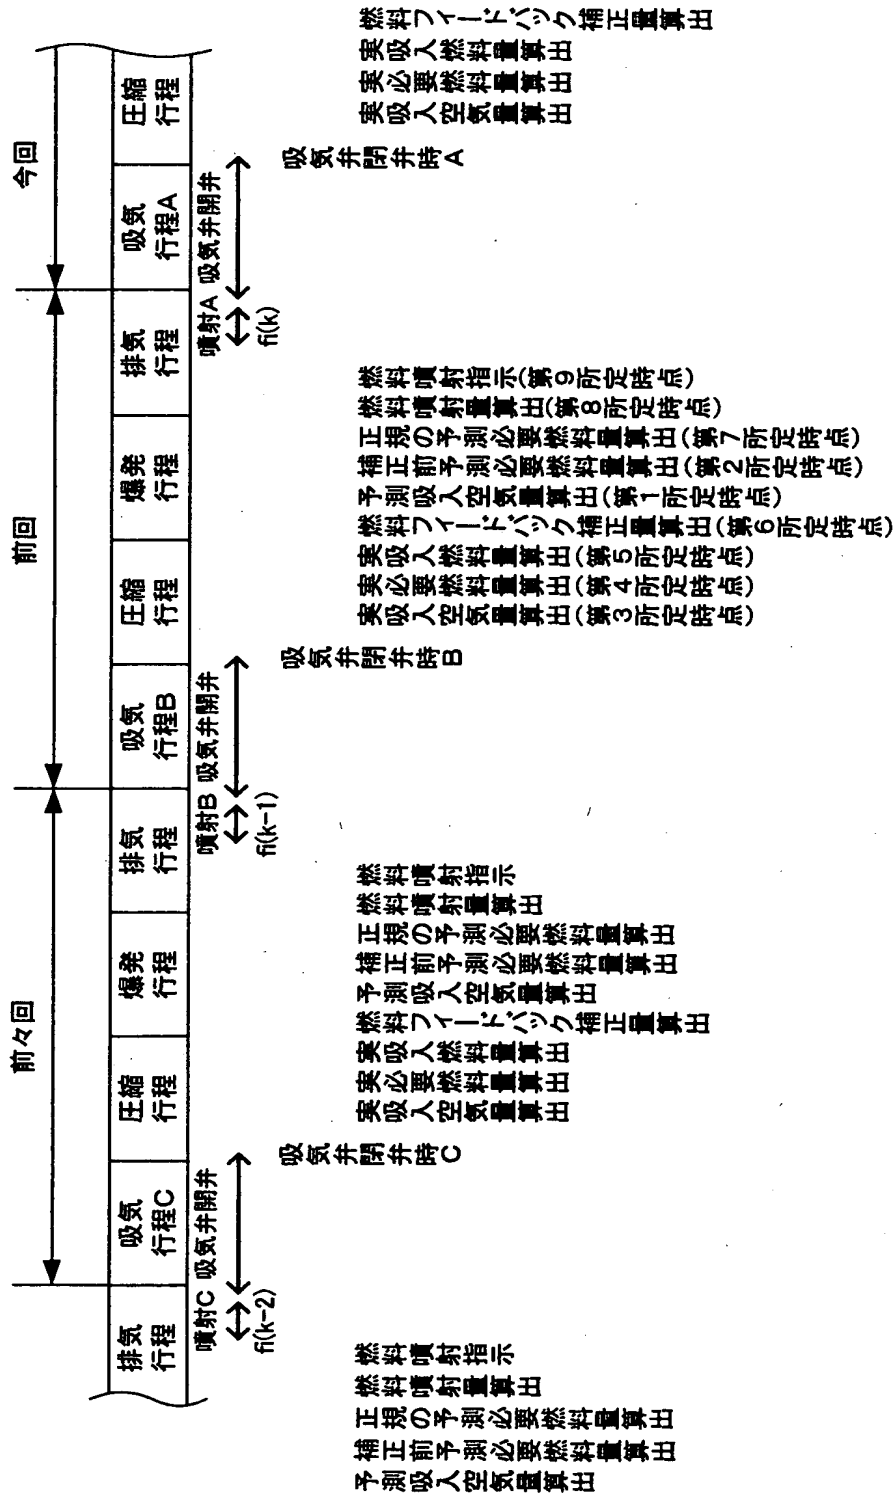 前々回
前回
今回
排気
行程
吸気
行程C
圧縮
行程
爆発
行程
排気
行程
吸気
行程B
圧縮
行程
爆発
行程
排気
行程
吸気
行程A
圧縮
行程
噴射C
吸気弁開弁
噴射B
吸気弁開弁
噴射A
吸気弁開弁
fi(k-2)
fi(k-1)
fi(k)
吸気弁閉弁時C
吸気弁閉弁時B
吸気弁閉弁時A
予測吸入空気量算出
補正前予測必要燃料量算出
正規の予測必要燃料量算出
燃料噴射量算出
燃料噴射指示
実吸入空気量算出
実必要燃料量算出
実吸入燃料量算出
燃料フィードバック補正量算出
予測吸入空気量算出
補正前予測必要燃料量算出
正規の予測必要燃料量算出
燃料噴射量算出
燃料噴射指示
実吸入空気量算出(第3所定時点)
実必要燃料量算出(第4所定時点)
実吸入燃料量算出(第5所定時点)
燃料フィードバック補正量算出(第6所定時点)
予測吸入空気量算出(第1所定時点)
補正前予測必要燃料量算出(第2所定時点)
正規の予測必要燃料量算出(第7所定時点)
燃料噴射量算出(第8所定時点)
燃料噴射指示(第9所定時点)
実吸入空気量算出
実必要燃料量算出
実吸入燃料量算出
燃料フィードバック補正量算出